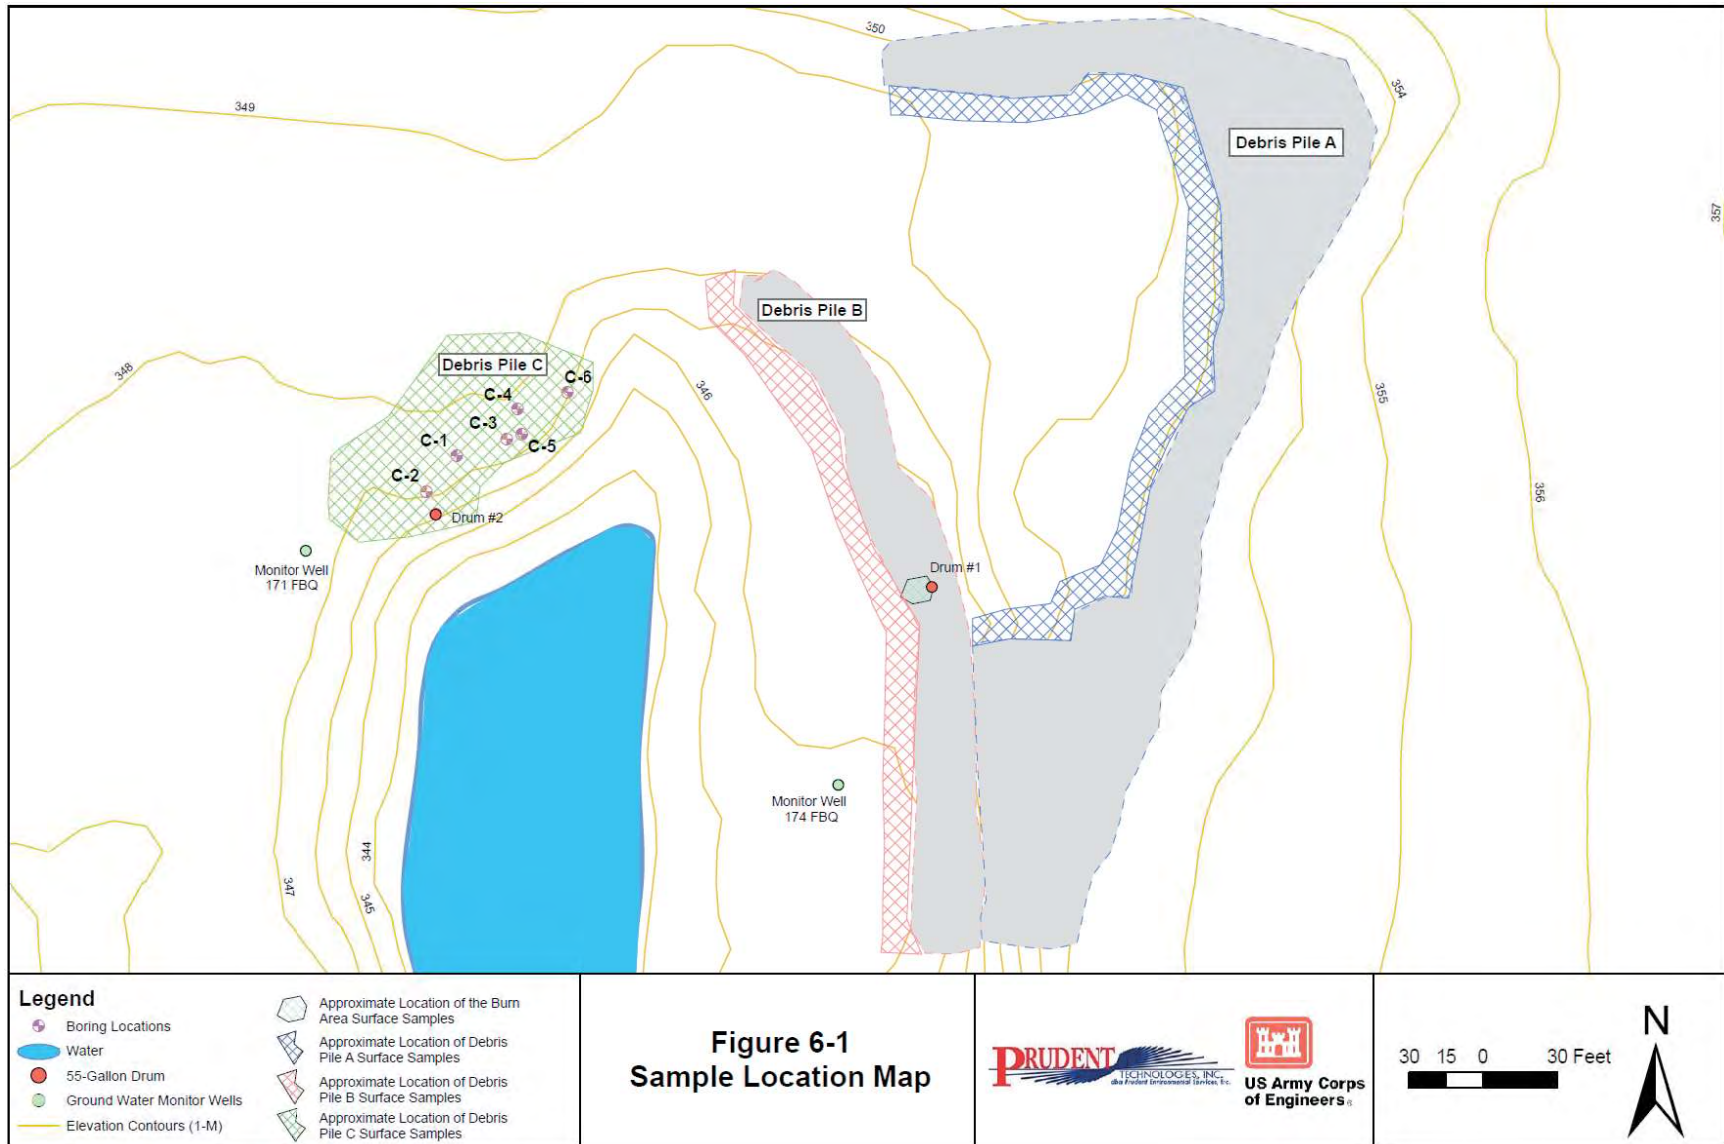 350
349
354
Debris Pile A
357
Debris Pile B
348
Debris Pile C
C-6
346
C-4
355
C-3
C-1
C-5
C-2
356
Drum #2
Monitor Well
171 FBQ
Drum #1
Monitor Well
174 FBQ
344
347
345
Legend
Boring Locations
Water
55-Gallon Drum
Ground Water Monitor Wells
Elevation Contours (1-M)
Approximate Location of the Burn
Area Surface Samples
Approximate Location of Debris
Pile A Surface Samples
Approximate Location of Debris
Pile B Surface Samples
Approximate Location of Debris
Pile C Surface Samples
Figure 6-1
Sample Location Map
PRUDENT
TECHNOLOGIES, INC.
dba Prudent Environmental Services, Inc.
US Army Corps
of Engineers®
30 15 0 30 Feet
N